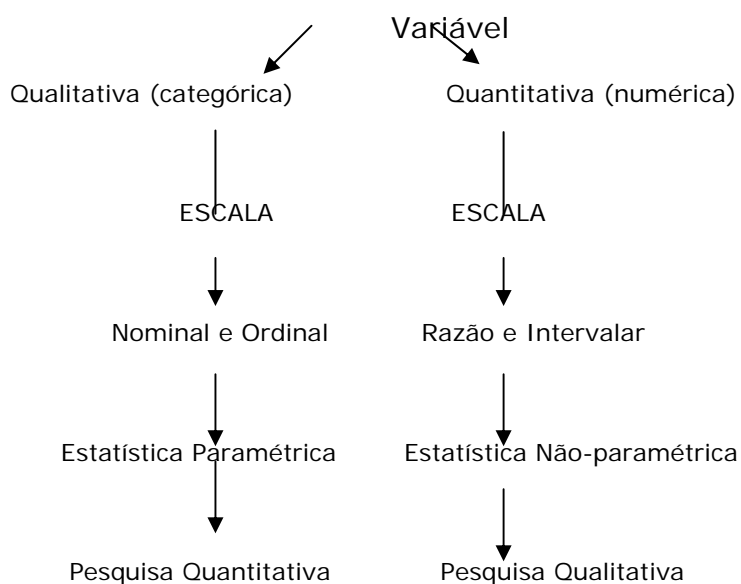 Variável
Qualitativa (categórica) Quantitativa (numérica)
ESCALA ESCALA
Nominal e Ordinal Razão e Intervalar
Estatística Paramétrica Estatística Não-paramétrica
Pesquisa Quantitativa Pesquisa Qualitativa